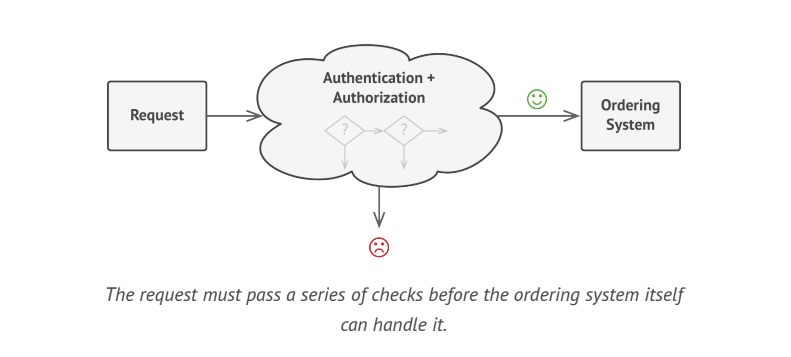 Authentication +
Authorization
Request
? ?
Ordering
System
The request must pass a series of checks before the ordering system itself
can handle it.